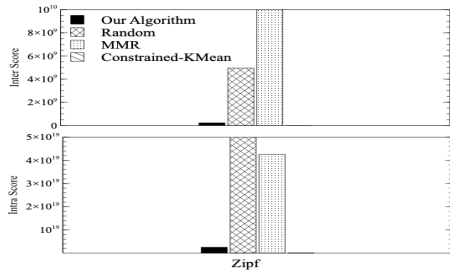 10^10
8×10^9
6×10^9
4×10^9
2×10^9
0
Inter Score
Our Algorithm
Random
MMR
Constrained-KMean
5×10^19
4×10^19
3×10^19
2×10^19
10^19
Intra Score
Zipf